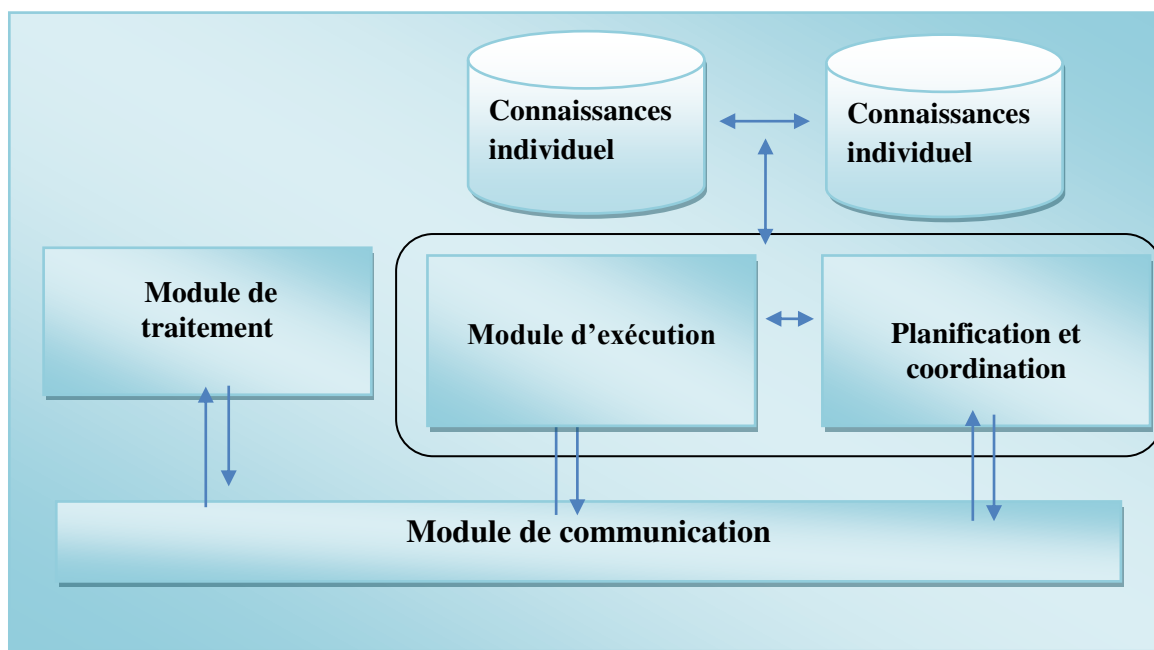 Connaissances
individuel
Connaissances
individuel
Module de
traitement
Module d’exécution
Planification et
coordination
Module de communication